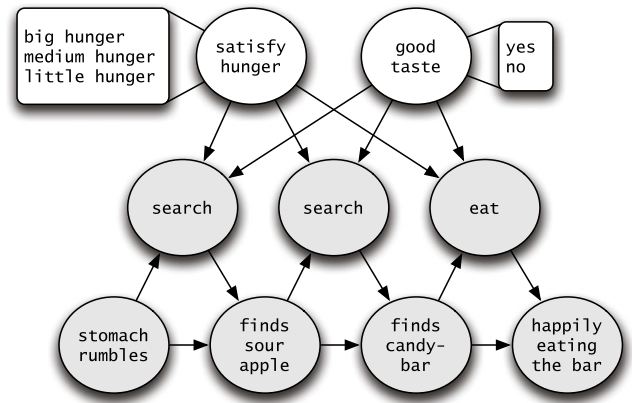 big hunger
medium hunger
little hunger
satisfy
hunger
good
taste
yes
no
search
search
eat
stomach
rumbles
finds
sour
apple
finds
candy-
bar
happily
eating
the bar